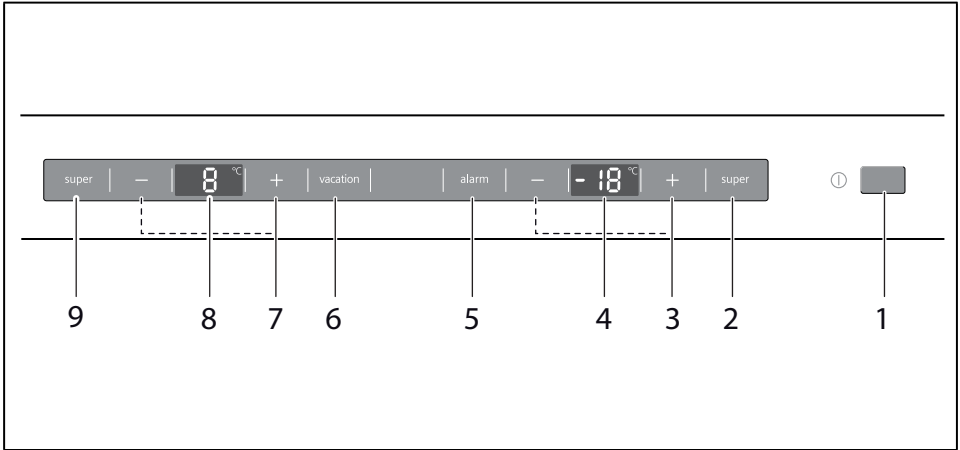 super − 8 °C + vacation alarm − -18 °C + super
9 8 7 6 5 4 3 2 1